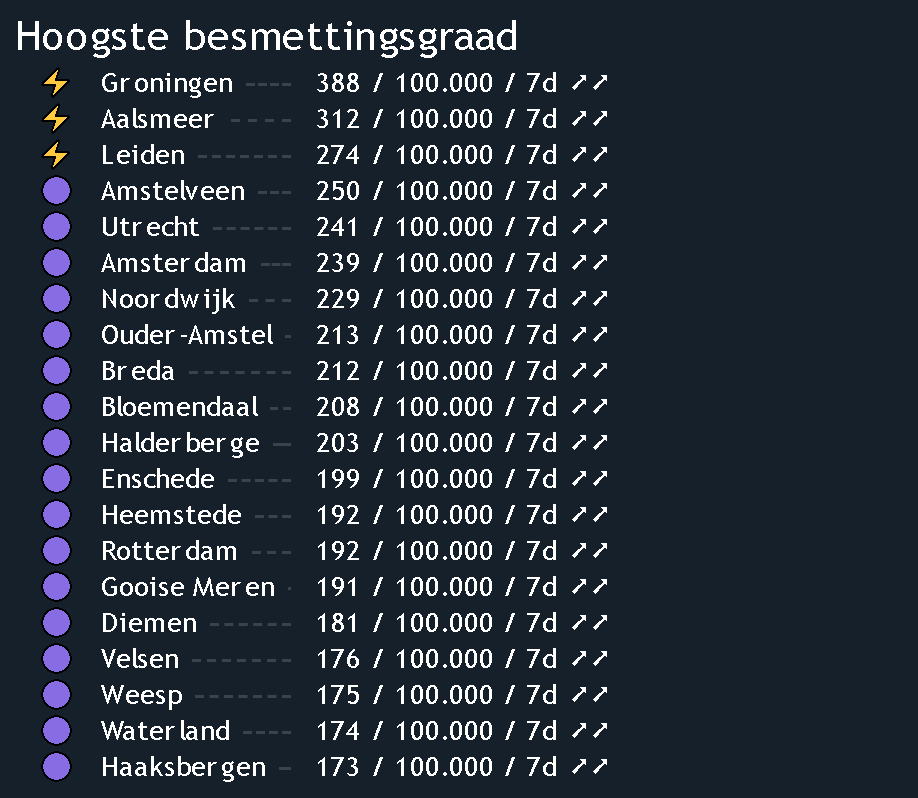 Hoogste besmettingsgraad
⚡ Groningen ---- 388 / 100.000 / 7d ➚➚
⚡ Aalsmeer ---- 312 / 100.000 / 7d ➚➚
⚡ Leiden ------- 274 / 100.000 / 7d ➚➚
🟣 Amstelveen --- 250 / 100.000 / 7d ➚➚
🟣 Utrecht ------ 241 / 100.000 / 7d ➚➚
🟣 Amsterdam --- 239 / 100.000 / 7d ➚➚
🟣 Noordwijk --- 229 / 100.000 / 7d ➚➚
🟣 Ouder-Amstel - 213 / 100.000 / 7d ➚➚
🟣 Breda ------- 212 / 100.000 / 7d ➚➚
🟣 Bloemendaal -- 208 / 100.000 / 7d ➚➚
🟣 Halderberge -- 203 / 100.000 / 7d ➚➚
🟣 Enschede ----- 199 / 100.000 / 7d ➚➚
🟣 Heemstede --- 192 / 100.000 / 7d ➚➚
🟣 Rotterdam --- 192 / 100.000 / 7d ➚➚
🟣 Gooise Meren - 191 / 100.000 / 7d ➚➚
🟣 Diemen ------ 181 / 100.000 / 7d ➚➚
🟣 Velsen ------- 176 / 100.000 / 7d ➚➚
🟣 Weesp ------- 175 / 100.000 / 7d ➚➚
🟣 Waterland ---- 174 / 100.000 / 7d ➚➚
🟣 Haaksbergen - 173 / 100.000 / 7d ➚➚